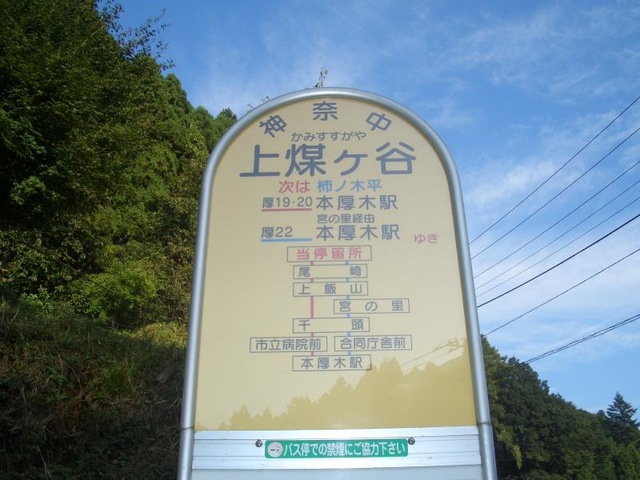 神奈中
かみすすがや
上煤ヶ谷
次は 柿ノ木平
厚19·20 本厚木駅
宮の里経由
厚22 本厚木駅 ゆき
当停留所
尾崎
上飯山
宮の里
千頭
市立病院前 合同庁舎前
本厚木駅
バス停での禁煙にご協力下さい